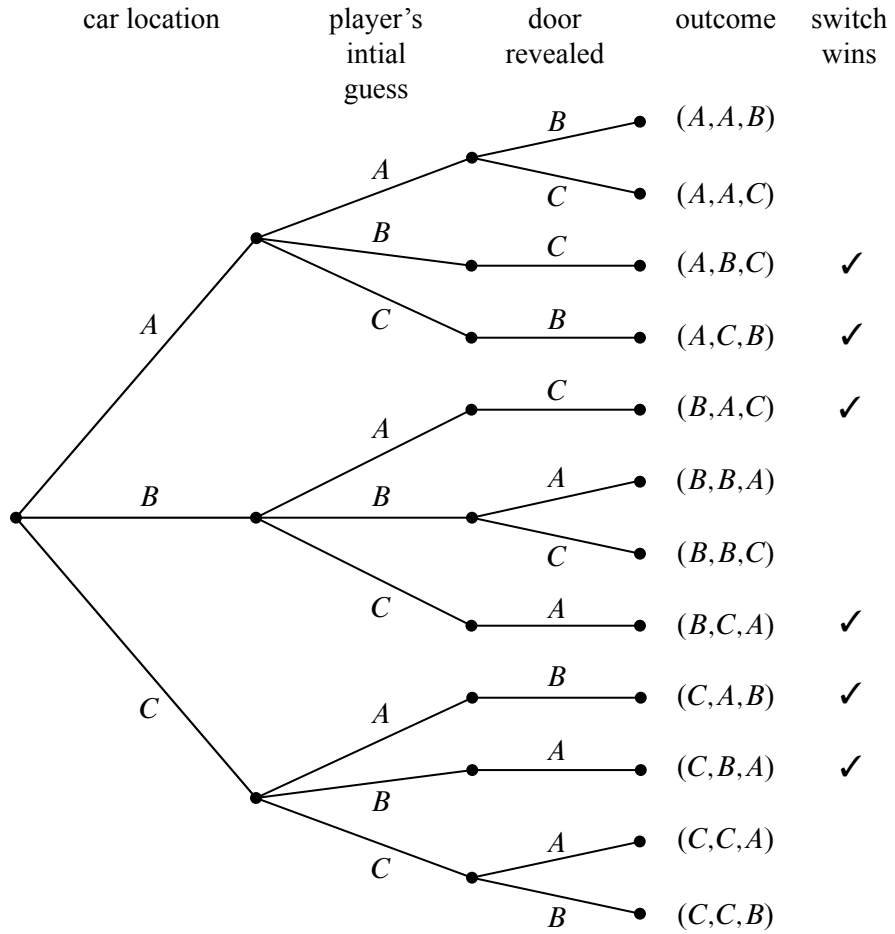 car location
player's
intial
guess
door
revealed
outcome
switch
wins
B
(A,A,B)
A
C
(A,A,C)
B
C
(A,B,C) ✓
A
C
B
(A,C,B) ✓
C
(B,A,C) ✓
A
A
(B,B,A)
B
B
C
(B,B,C)
C
A
(B,C,A) ✓
B
(C,A,B) ✓
C
A
A
(C,B,A) ✓
B
A
(C,C,A)
C
B
(C,C,B)